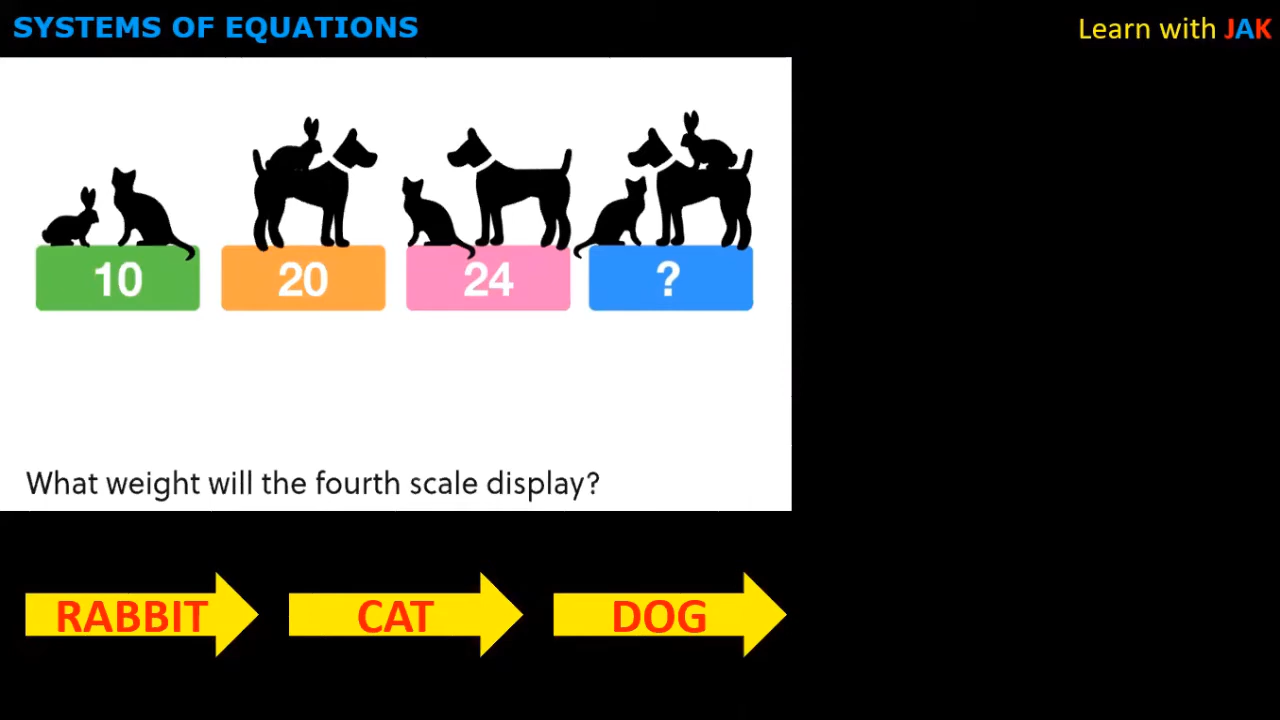 SYSTEMS OF EQUATIONS
Learn with JAK
10 20 24 ?
What weight will the fourth scale display?
RABBIT CAT DOG